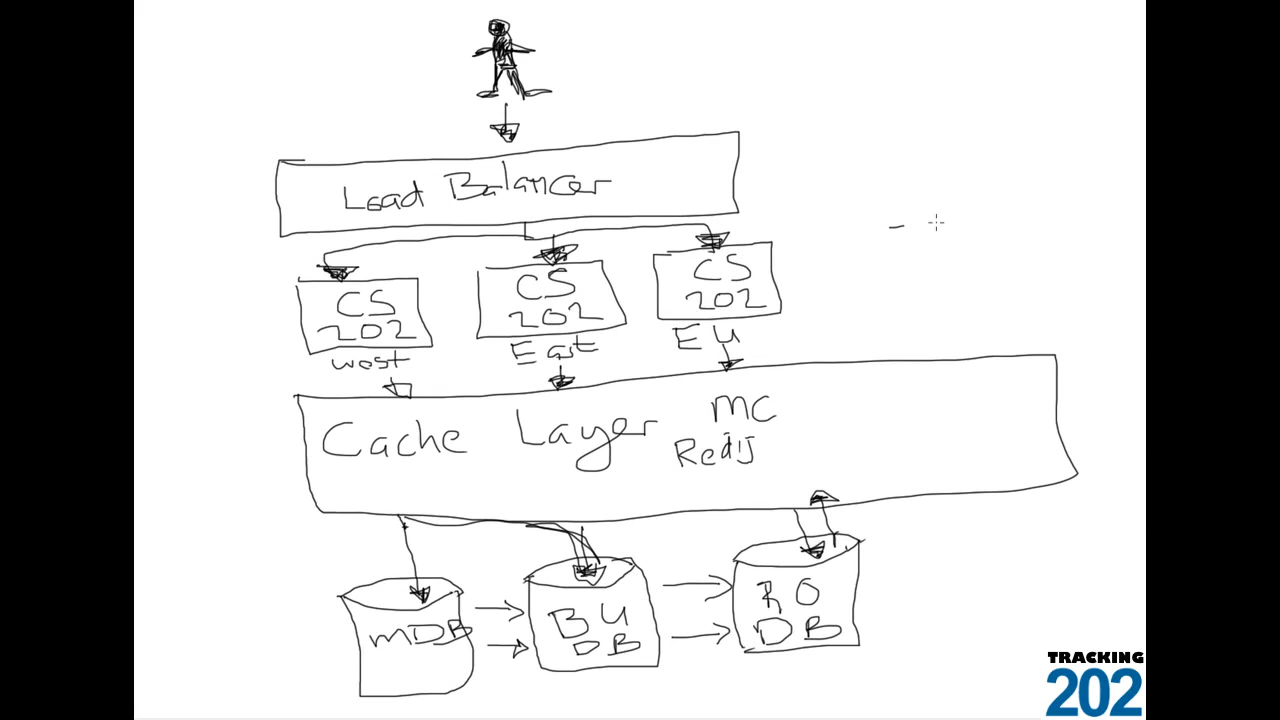 Load Balancer
CS
202
west
CS
202
East
CS
202
EU
Cache Layer MC
Redis
mDB
BU
DB
RO
DB
TRACKING
202